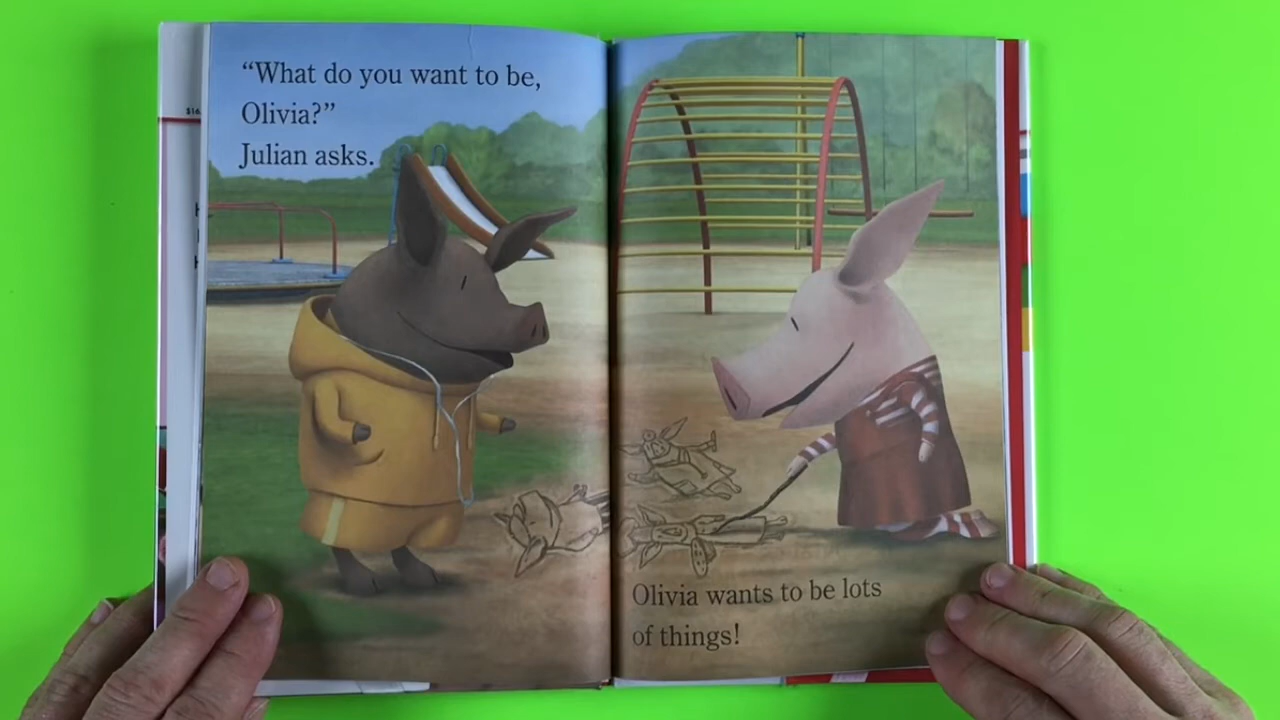 “What do you want to be,
Olivia?”
Julian asks.
Olivia wants to be lots
of things!